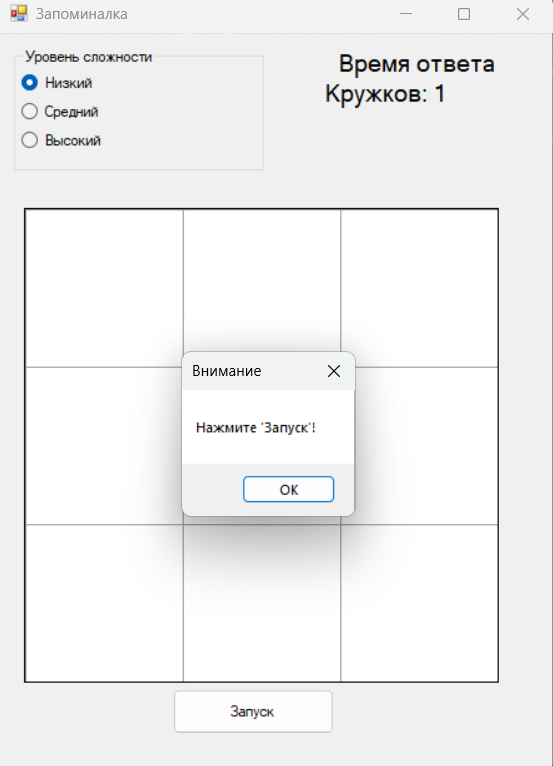 Запоминалка
Уровень сложности
Низкий
Средний
Высокий
Время ответа
Кружков: 1
Внимание
Нажмите 'Запуск'!
OK
Запуск